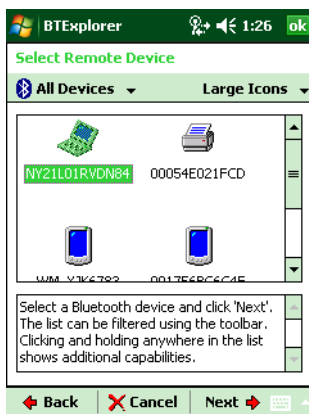 BTExplorer 1:26 ok
Select Remote Device
All Devices Large Icons
NY21L01RVDN84 00054E021FCD
Select a Bluetooth device and click 'Next'.
The list can be filtered using the toolbar.
Clicking and holding anywhere in the list
shows additional capabilities.
Back Cancel Next